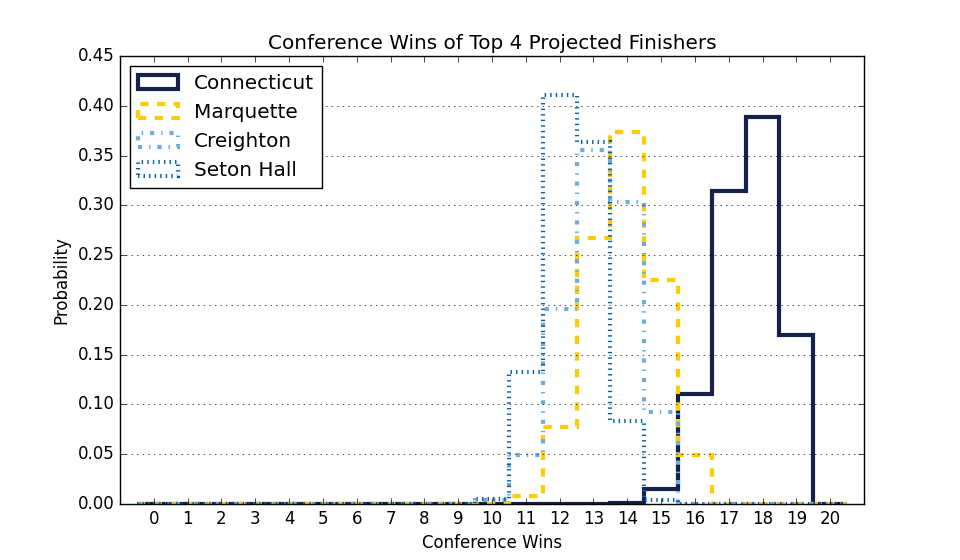 Conference Wins of Top 4 Projected Finishers
Connecticut
Marquette
Creighton
Seton Hall
Probability
0.45
0.40
0.35
0.30
0.25
0.20
0.15
0.10
0.05
0.00
0 1 2 3 4 5 6 7 8 9 10 11 12 13 14 15 16 17 18 19 20
Conference Wins